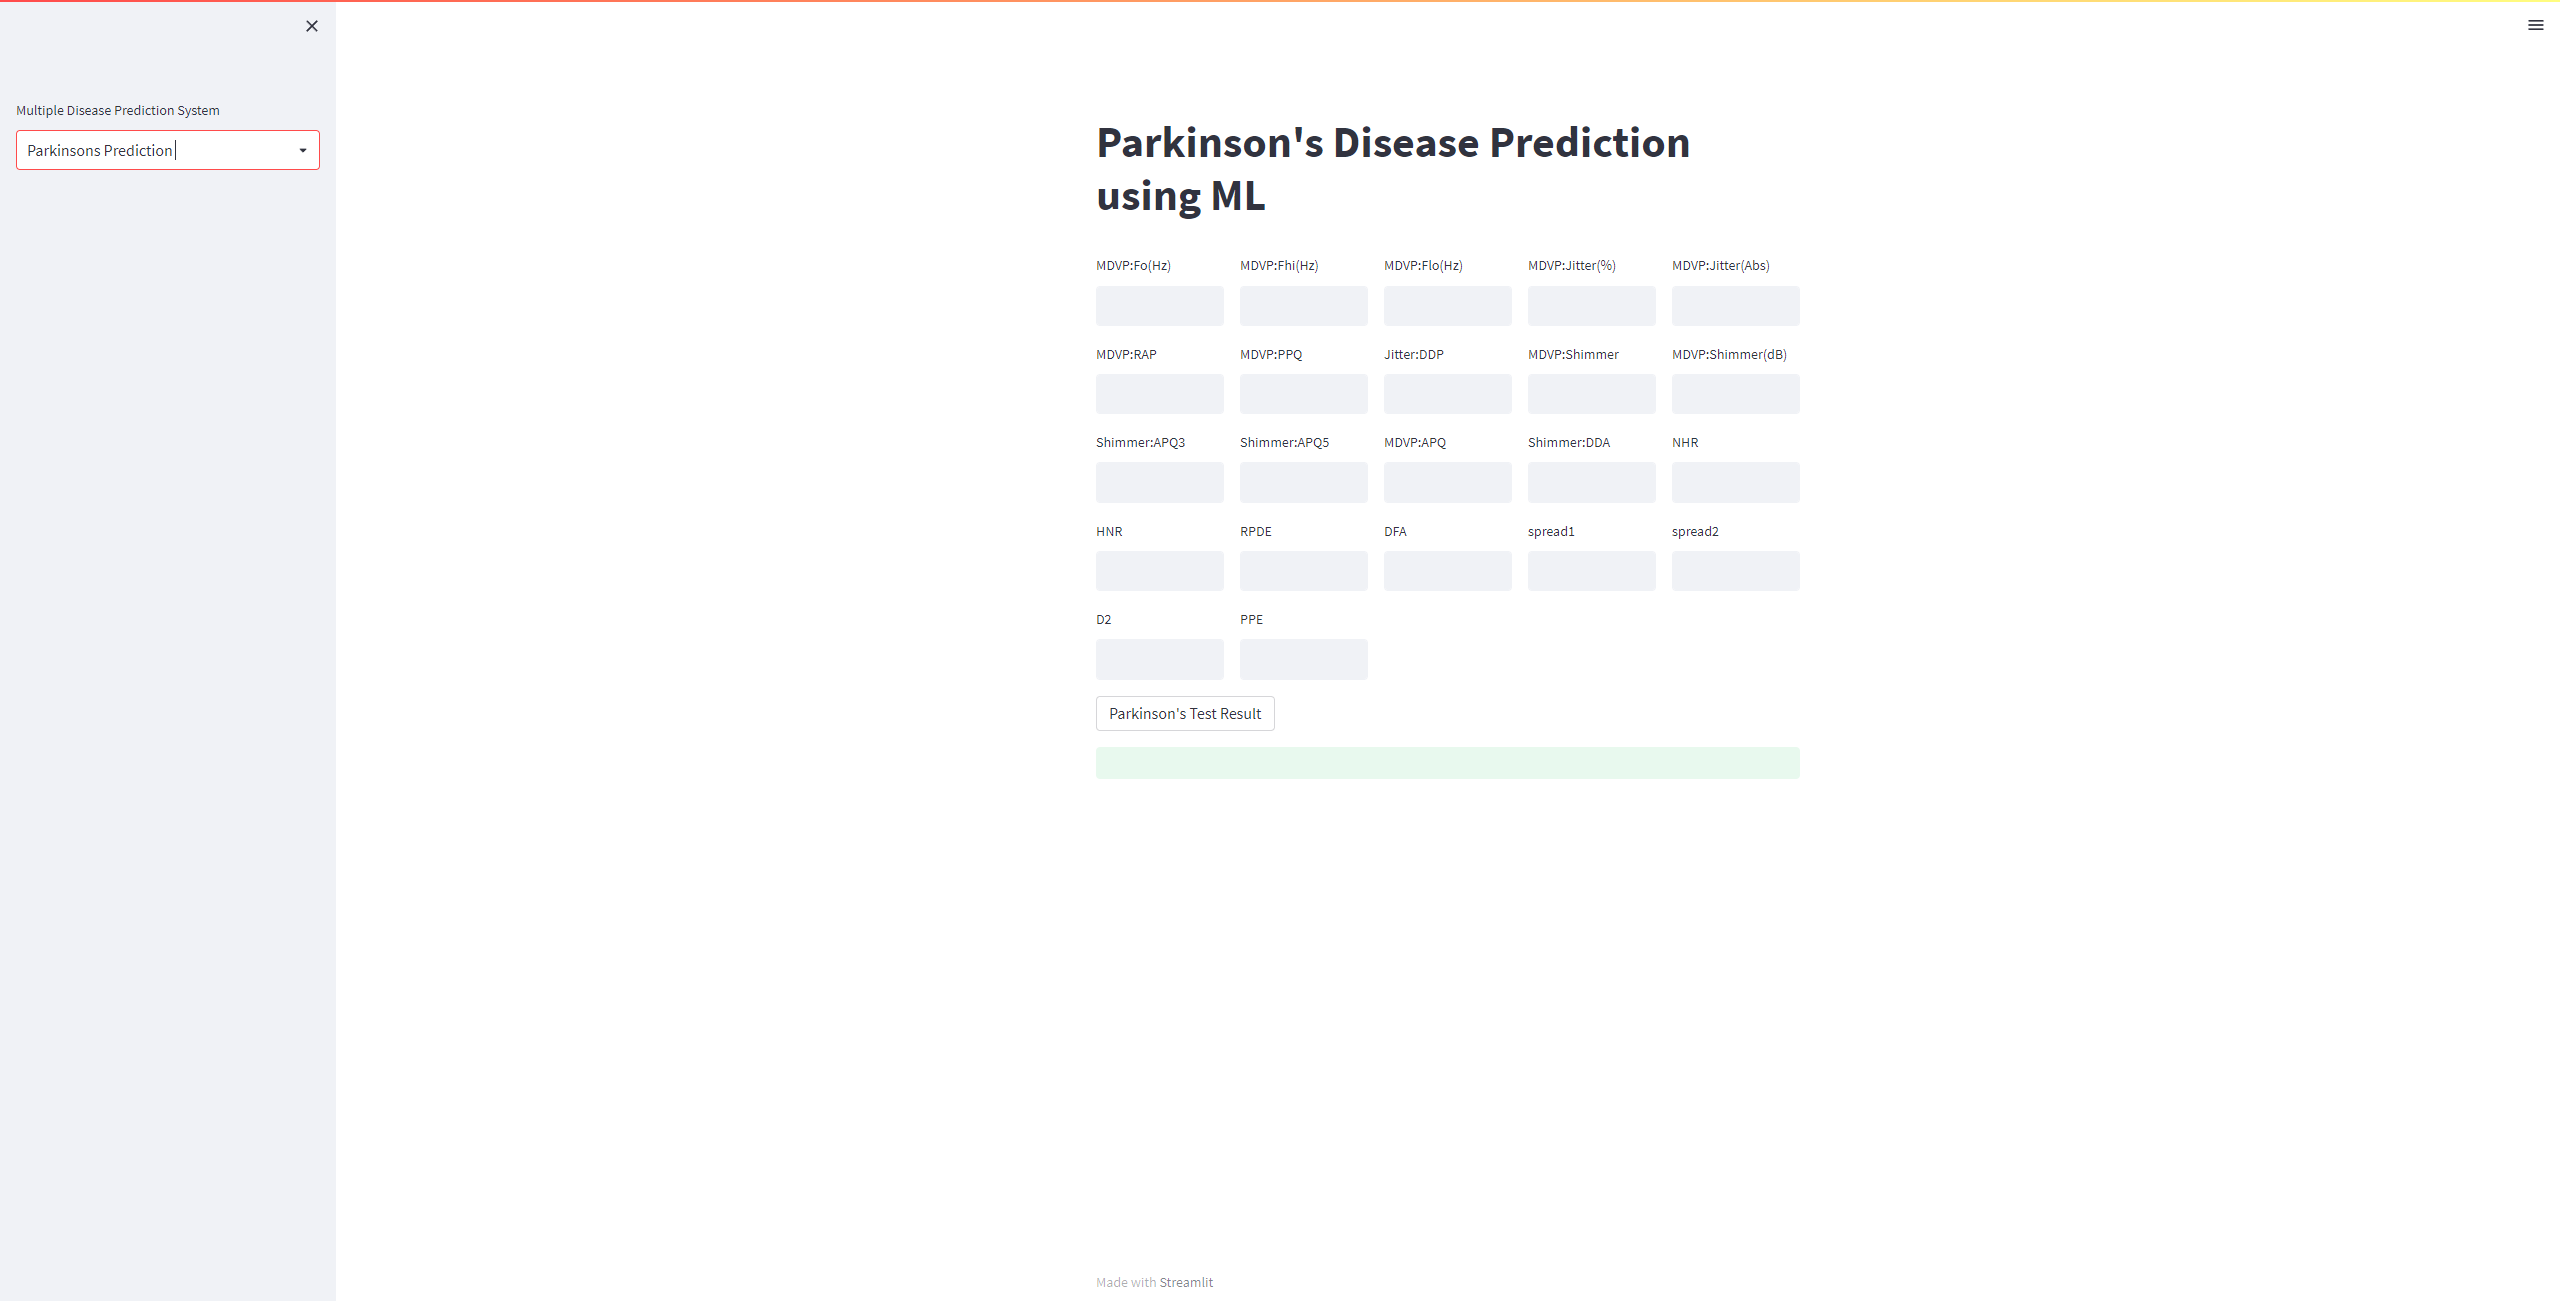 Multiple Disease Prediction System
Parkinsons Prediction
Parkinson's Disease Prediction
using ML
MDVP:Fo(Hz) MDVP:Fhi(Hz) MDVP:Flo(Hz) MDVP:Jitter(%) MDVP:Jitter(Abs)
MDVP:RAP MDVP:PPQ Jitter:DDP MDVP:Shimmer MDVP:Shimmer(dB)
Shimmer:APQ3 Shimmer:APQ5 MDVP:APQ Shimmer:DDA NHR
HNR RPDE DFA spread1 spread2
D2 PPE
Parkinson's Test Result
Made with Streamlit